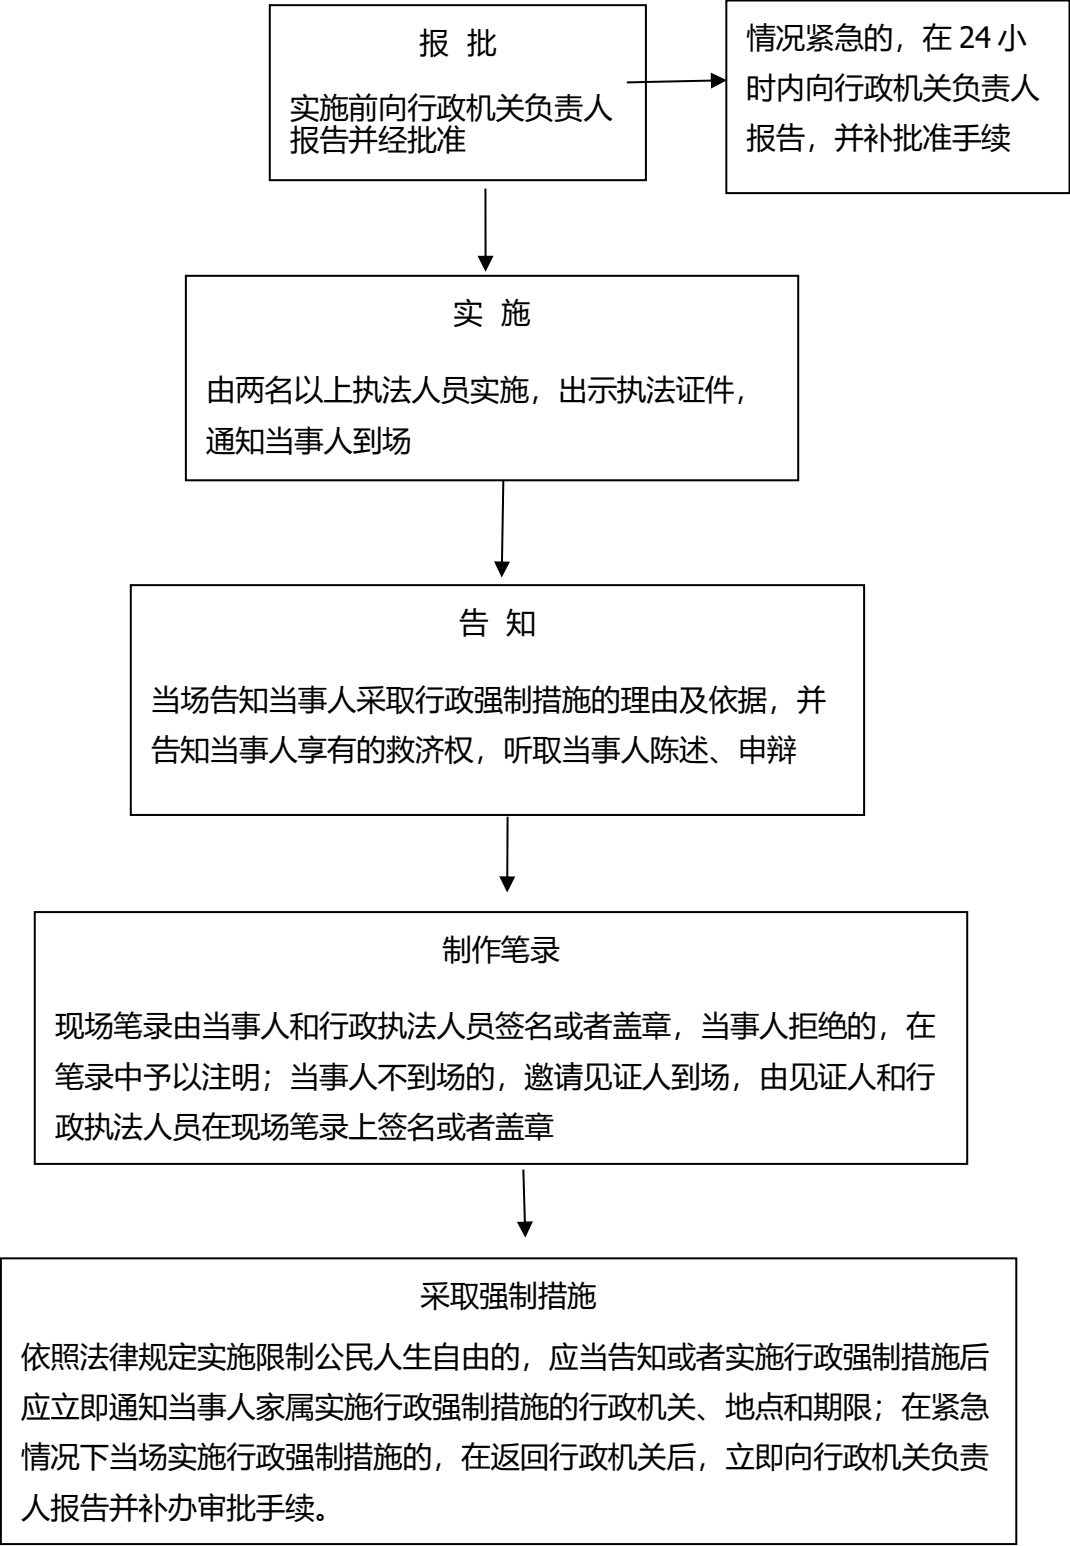 报 批
实施前向行政机关负责人
报告并经批准
情况紧急的，在 24 小
时内向行政机关负责人
报告，并补批准手续
实 施
由两名以上执法人员实施，出示执法证件，
通知当事人到场
告 知
当场告知当事人采取行政强制措施的理由及依据，并
告知当事人享有的救济权，听取当事人陈述、申辩
制作笔录
现场笔录由当事人和行政执法人员签名或者盖章，当事人拒绝的，在
笔录中予以注明；当事人不到场的，邀请见证人到场，由见证人和行
政执法人员在现场笔录上签名或者盖章
采取强制措施
依照法律规定实施限制公民人生自由的，应当告知或者实施行政强制措施后
应立即通知当事人家属实施行政强制措施的行政机关、地点和期限；在紧急
情况下当场实施行政强制措施的，在返回行政机关后，立即向行政机关负责
人报告并补办审批手续。